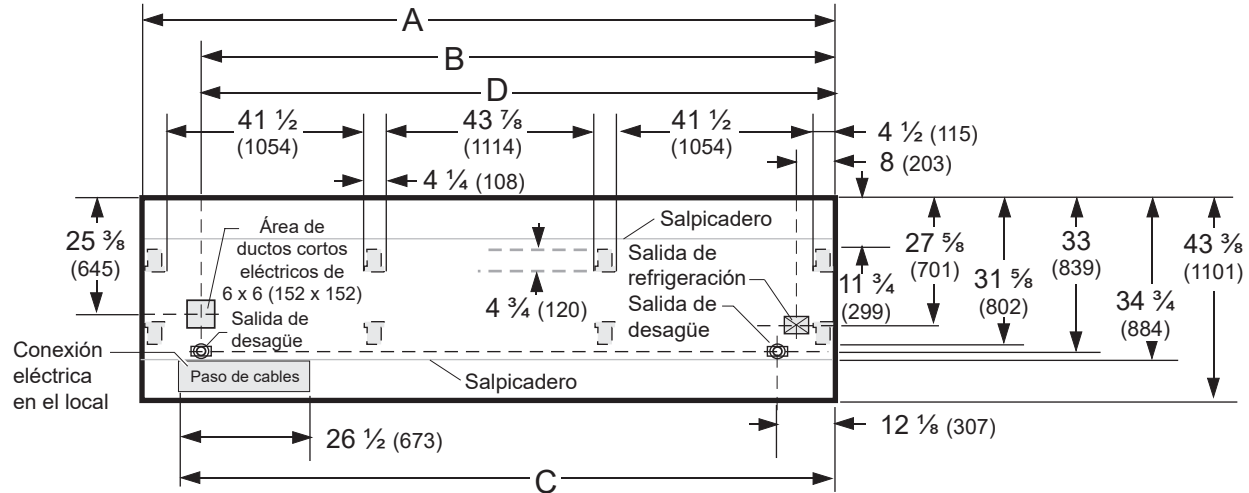 A
B
D
41 ½
(1054)
43 ⅞
(1114)
41 ½
(1054)
4 ½ (115)
8 (203)
4 ¼ (108)
25 ⅜
(645)
Área de
ductos cortos
eléctricos de
6 x 6 (152 x 152)
Salida de
desagüe
Salpicadero
Salida de
refrigeración
Salida de
desagüe
4 ¾ (120)
11 ¾
(299)
27 ⅝
(701)
31 ⅝
(802)
33
(839)
34 ¾
(884)
43 ⅜
(1101)
Conexión
eléctrica
en el local
Paso de cables
Salpicadero
26 ½ (673)
12 ⅛ (307)
C